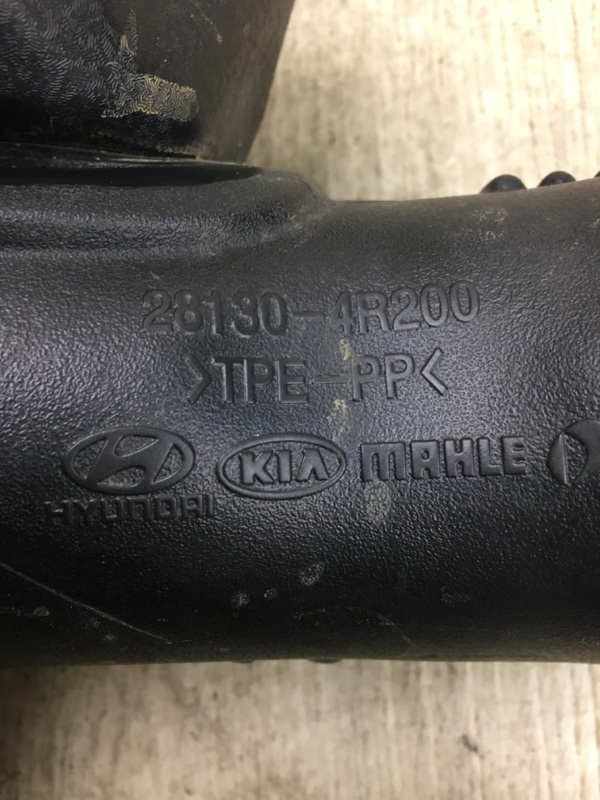 28130-4R200
>TPE-PP<
HYUNDAI KIA MAHLE